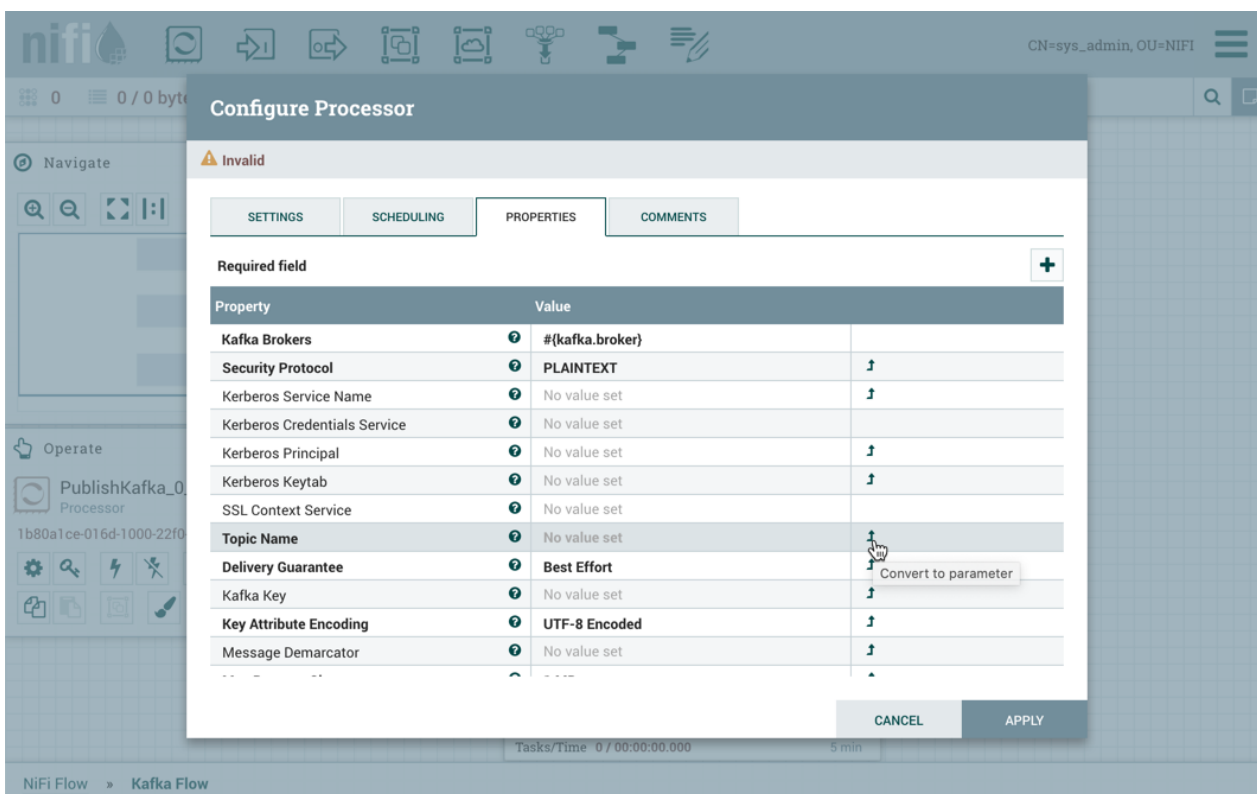 nifi
CN=sys_admin, OU=NIFI
0 0 / 0 byte
Configure Processor
Navigate
Invalid
SETTINGS SCHEDULING PROPERTIES COMMENTS
Required field
Property Value
Kafka Brokers #{kafka.broker}
Security Protocol PLAINTEXT
Kerberos Service Name No value set
Kerberos Credentials Service No value set
Operate
Kerberos Principal No value set
Kerberos Keytab No value set
PublishKafka_0_
Processor
SSL Context Service No value set
1b80a1ce-016d-1000-22f0
Topic Name No value set
Delivery Guarantee Best Effort
Convert to parameter
Kafka Key No value set
Key Attribute Encoding UTF-8 Encoded
Message Demarcator No value set
CANCEL APPLY
Tasks/Time 0 / 00:00:00.000 5 min
NiFi Flow » Kafka Flow